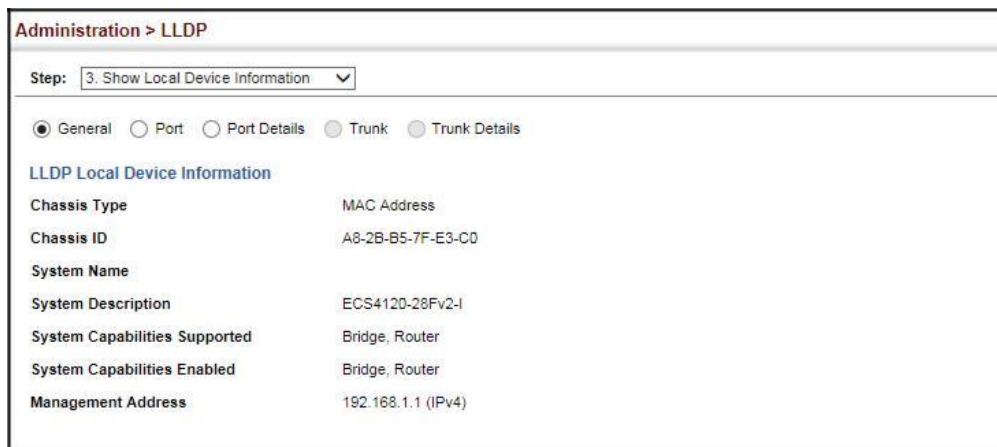 Administration > LLDP
Step: 3. Show Local Device Information
General Port Port Details Trunk Trunk Details
LLDP Local Device Information
Chassis Type MAC Address
Chassis ID A8-2B-B5-7F-E3-C0
System Name
System Description ECS4120-28Fv2-I
System Capabilities Supported Bridge, Router
System Capabilities Enabled Bridge, Router
Management Address 192.168.1.1 (IPv4)